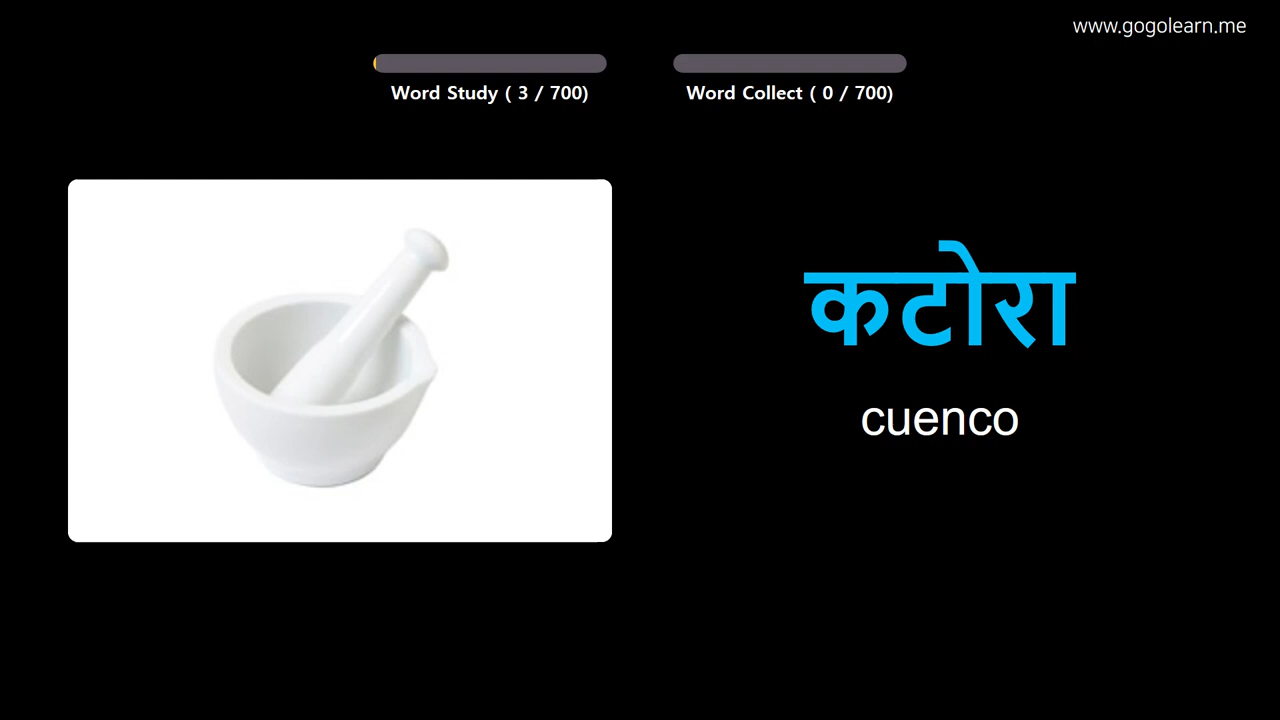 www.gogolearn.me
Word Study ( 3 / 700)
Word Collect ( 0 / 700)
कटोरा
cuenco